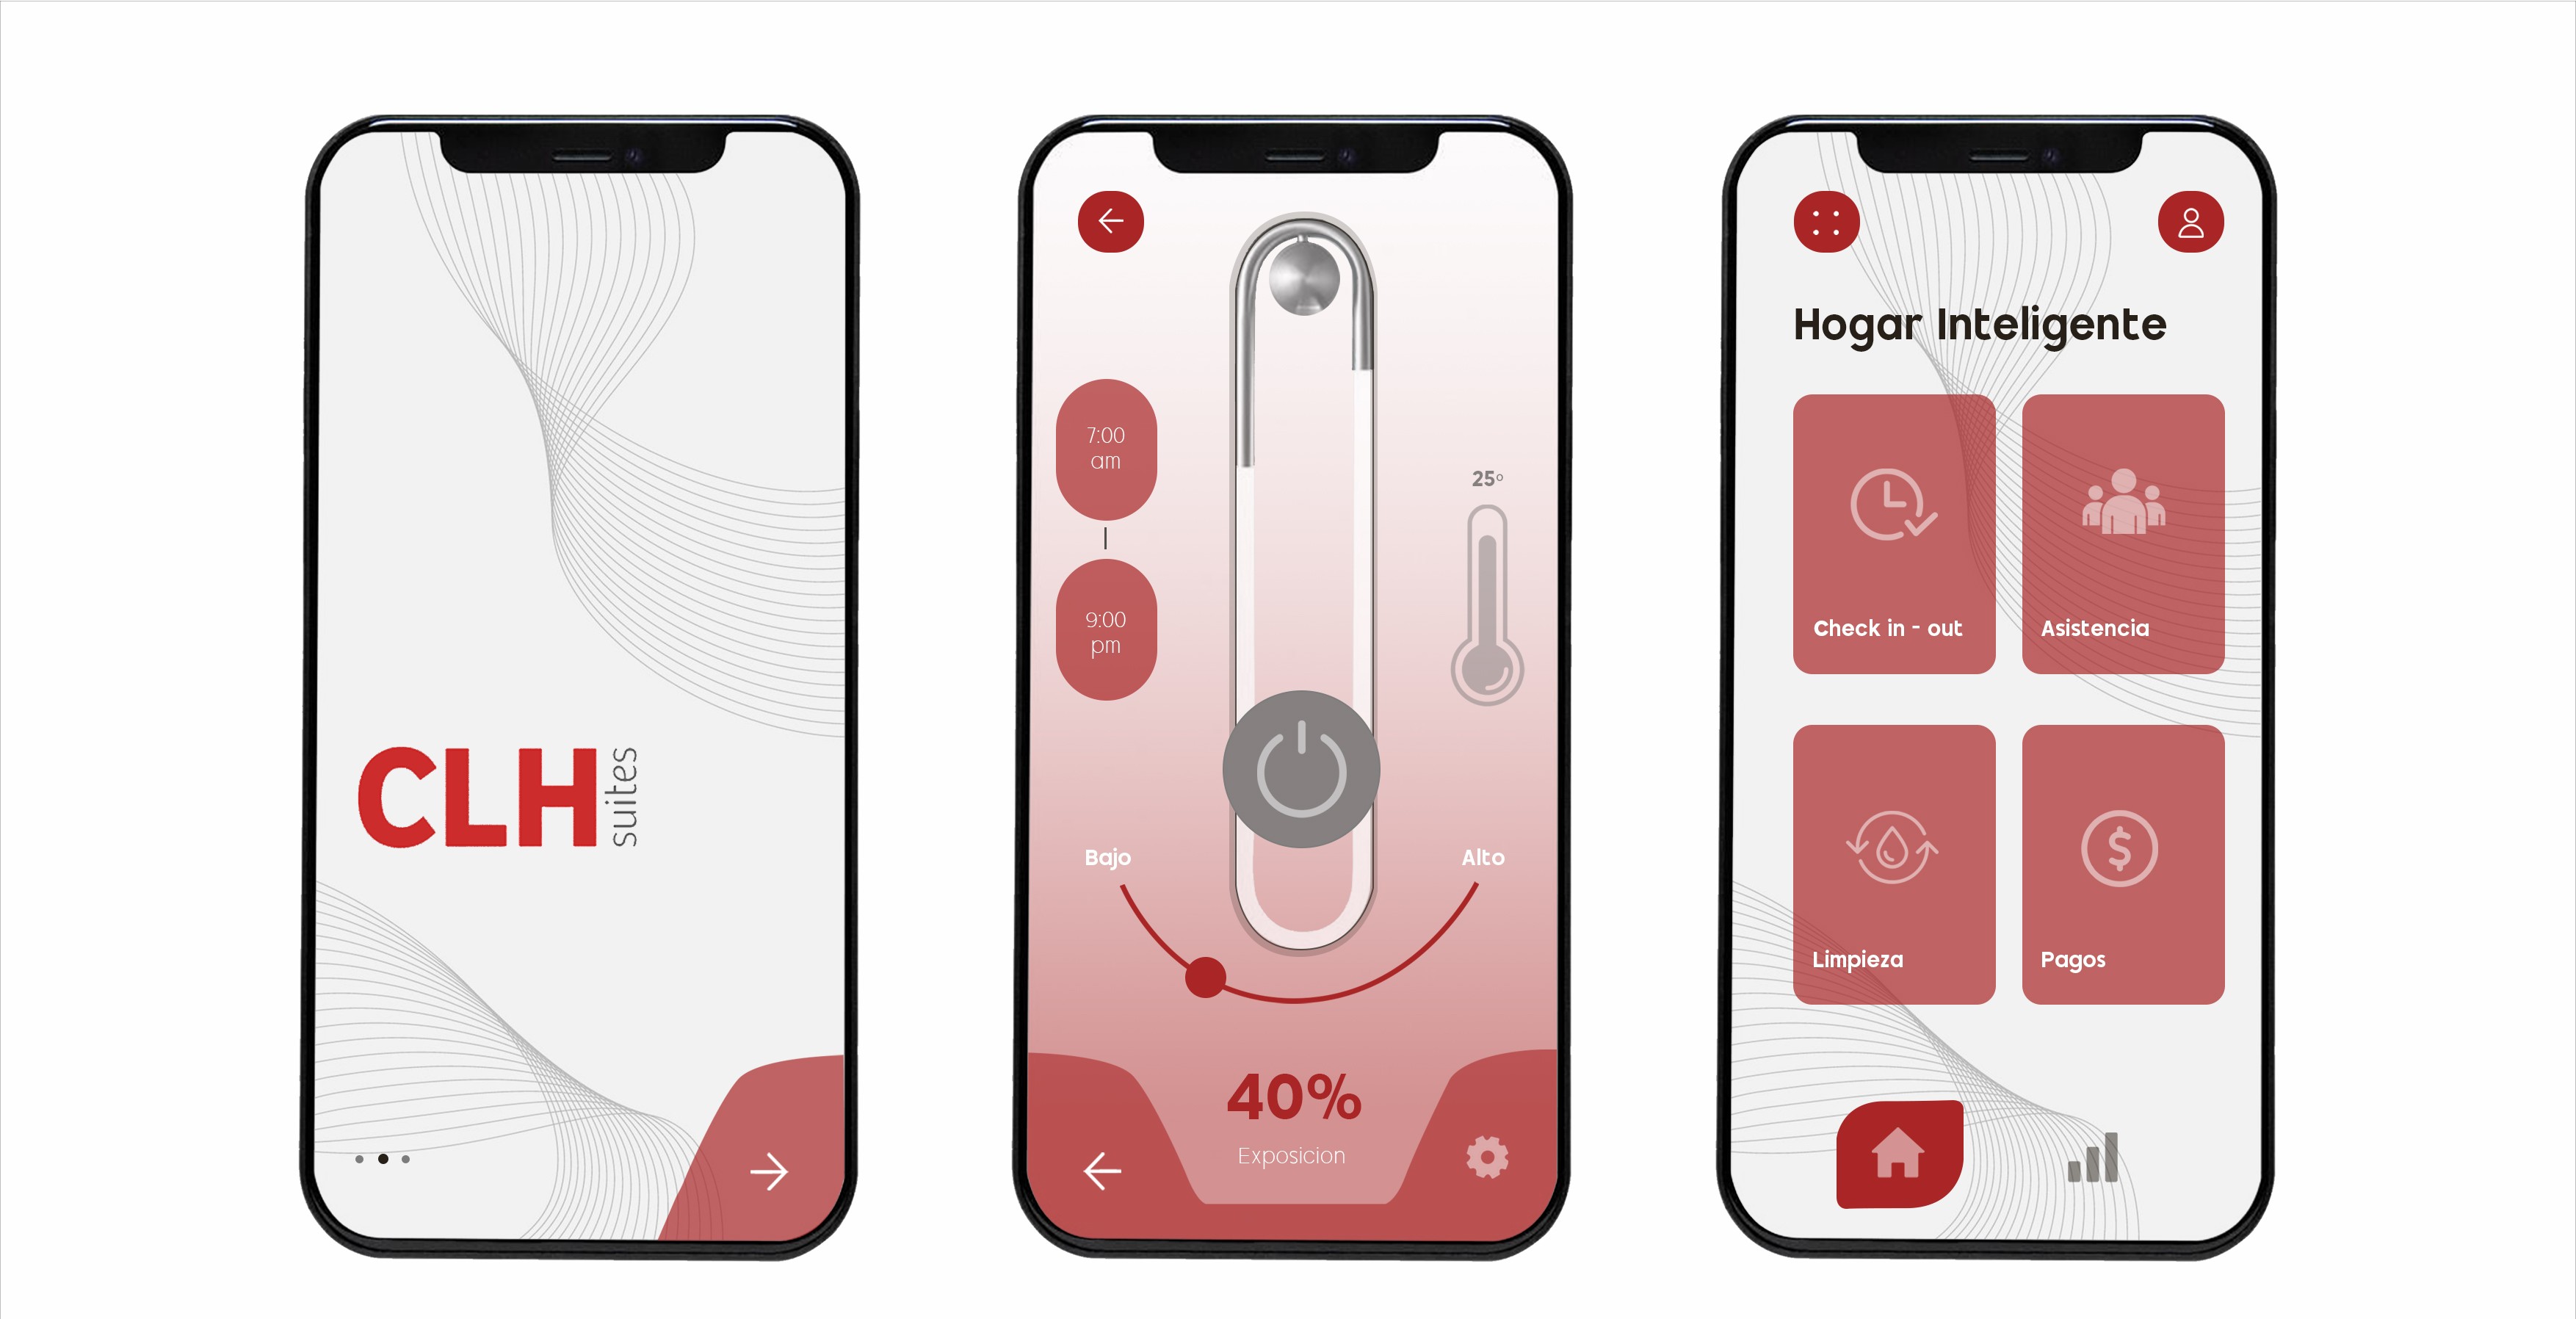 CLH
suites
7:00
am
9:00
pm
25º
Bajo
Alto
40%
Exposicion
Hogar Inteligente
Check in - out
Asistencia
Limpieza
Pagos